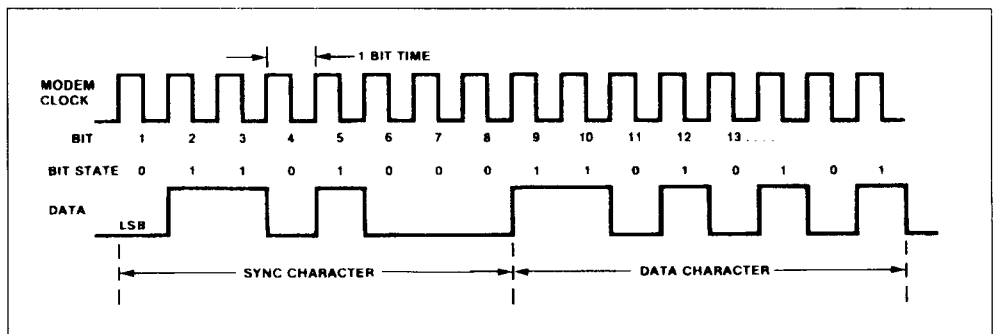 1 BIT TIME
MODEM
CLOCK
BIT 1 2 3 4 5 6 7 8 9 10 11 12 13 . . . .
BIT STATE 0 1 1 0 1 0 0 0 1 1 0 1 0 1 0 1
DATA
LSB
SYNC CHARACTER DATA CHARACTER